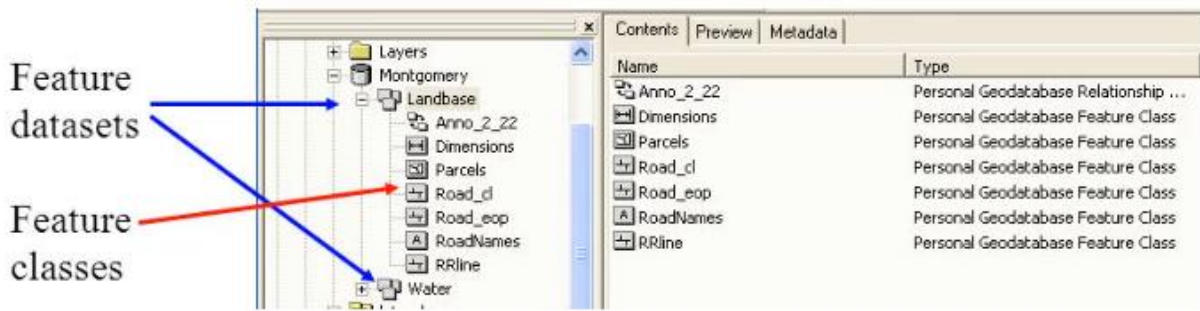 Feature
datasets
Feature
classes
Layers
Montgomery
Landbase
Anno_2_22
Dimensions
Parcels
Road_cl
Road_eop
RoadNames
RRline
Water
Contents Preview Metadata
Name Type
Anno_2_22 Personal Geodatabase Relationship ...
Dimensions Personal Geodatabase Feature Class
Parcels Personal Geodatabase Feature Class
Road_cl Personal Geodatabase Feature Class
Road_eop Personal Geodatabase Feature Class
RoadNames Personal Geodatabase Feature Class
RRline Personal Geodatabase Feature Class